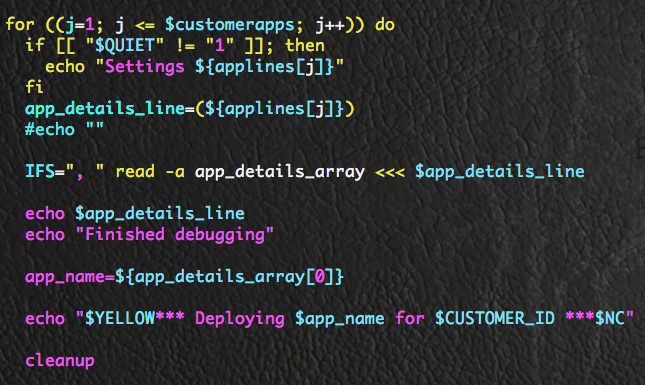 for ((j=1; j <= $customerapps; j++)) do
if [[ "$QUIET" != "1" ]]; then
echo "Settings ${applines[j]}"
fi
app_details_line=(${applines[j]})
#echo ""
IFS=", " read -a app_details_array <<< $app_details_line
echo $app_details_line
echo "Finished debugging"
app_name=${app_details_array[0]}
echo "$YELLOW*** Deploying $app_name for $CUSTOMER_ID ***$NC"
cleanup